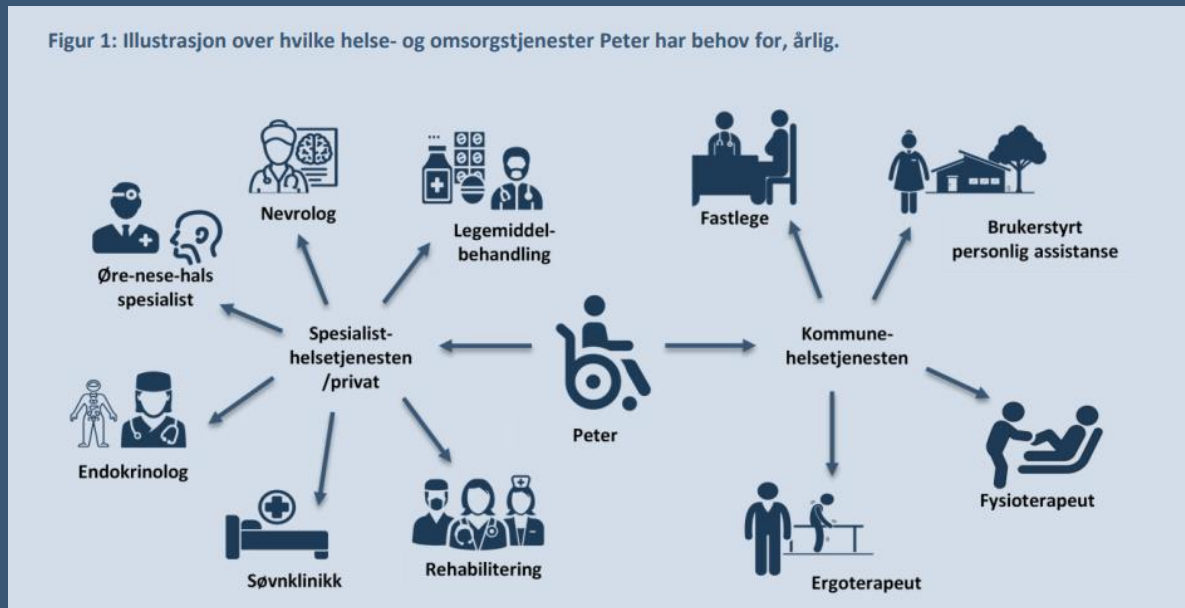 Figur 1: Illustrasjon over hvilke helse- og omsorgstjenester Peter har behov for, årlig.
Nevrolog
Legemiddel-
behandling
Fastlege
Brukerstyrt
personlig assistanse
Øre-nese-hals
spesialist
Spesialist-
helsetjenesten
/privat
Kommune-
helsetjenesten
Peter
Endokrinolog
Søvnklinikk
Rehabilitering
Ergoterapeut
Fysioterapeut